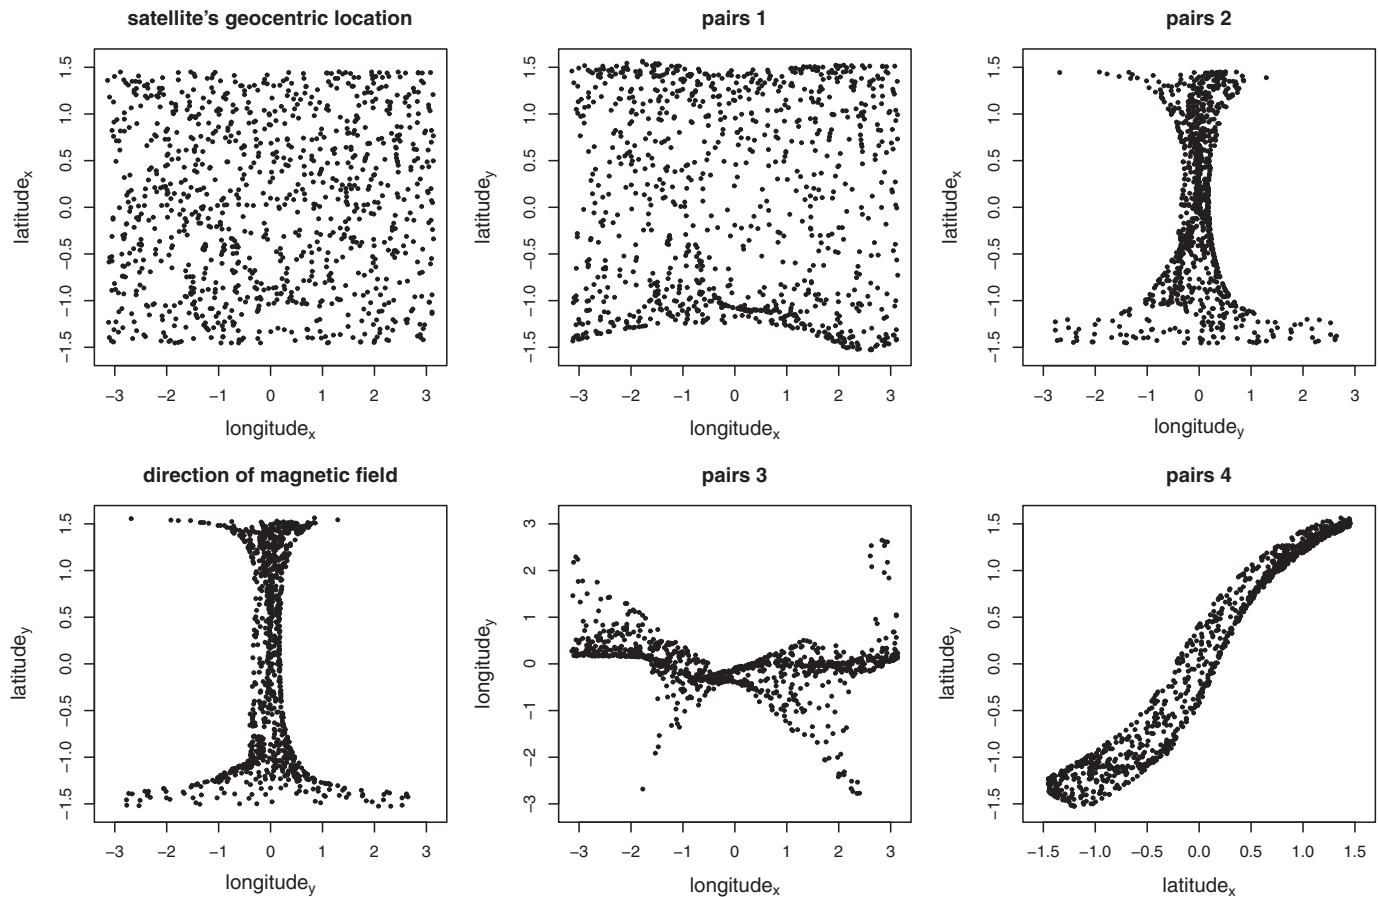 satellite's geocentric location
1.5
1.0
0.5
0.0
−0.5
−1.0
−1.5
latitudex
−3 −2 −1 0 1 2 3
longitudex
pairs 1
1.5
1.0
0.5
0.0
−0.5
−1.0
−1.5
latitudey
−3 −2 −1 0 1 2 3
longitudex
pairs 2
1.5
1.0
0.5
0.0
−0.5
−1.0
−1.5
latitudex
−3 −2 −1 0 1 2 3
longitudey
direction of magnetic field
1.5
1.0
0.5
0.0
−0.5
−1.0
−1.5
latitudey
−3 −2 −1 0 1 2 3
longitudey
pairs 3
3
2
1
0
−1
−2
−3
longitudey
−3 −2 −1 0 1 2 3
longitudex
pairs 4
1.5
1.0
0.5
0.0
−0.5
−1.0
−1.5
latitudey
−1.5 −1.0 −0.5 0.0 0.5 1.0 1.5
latitudex